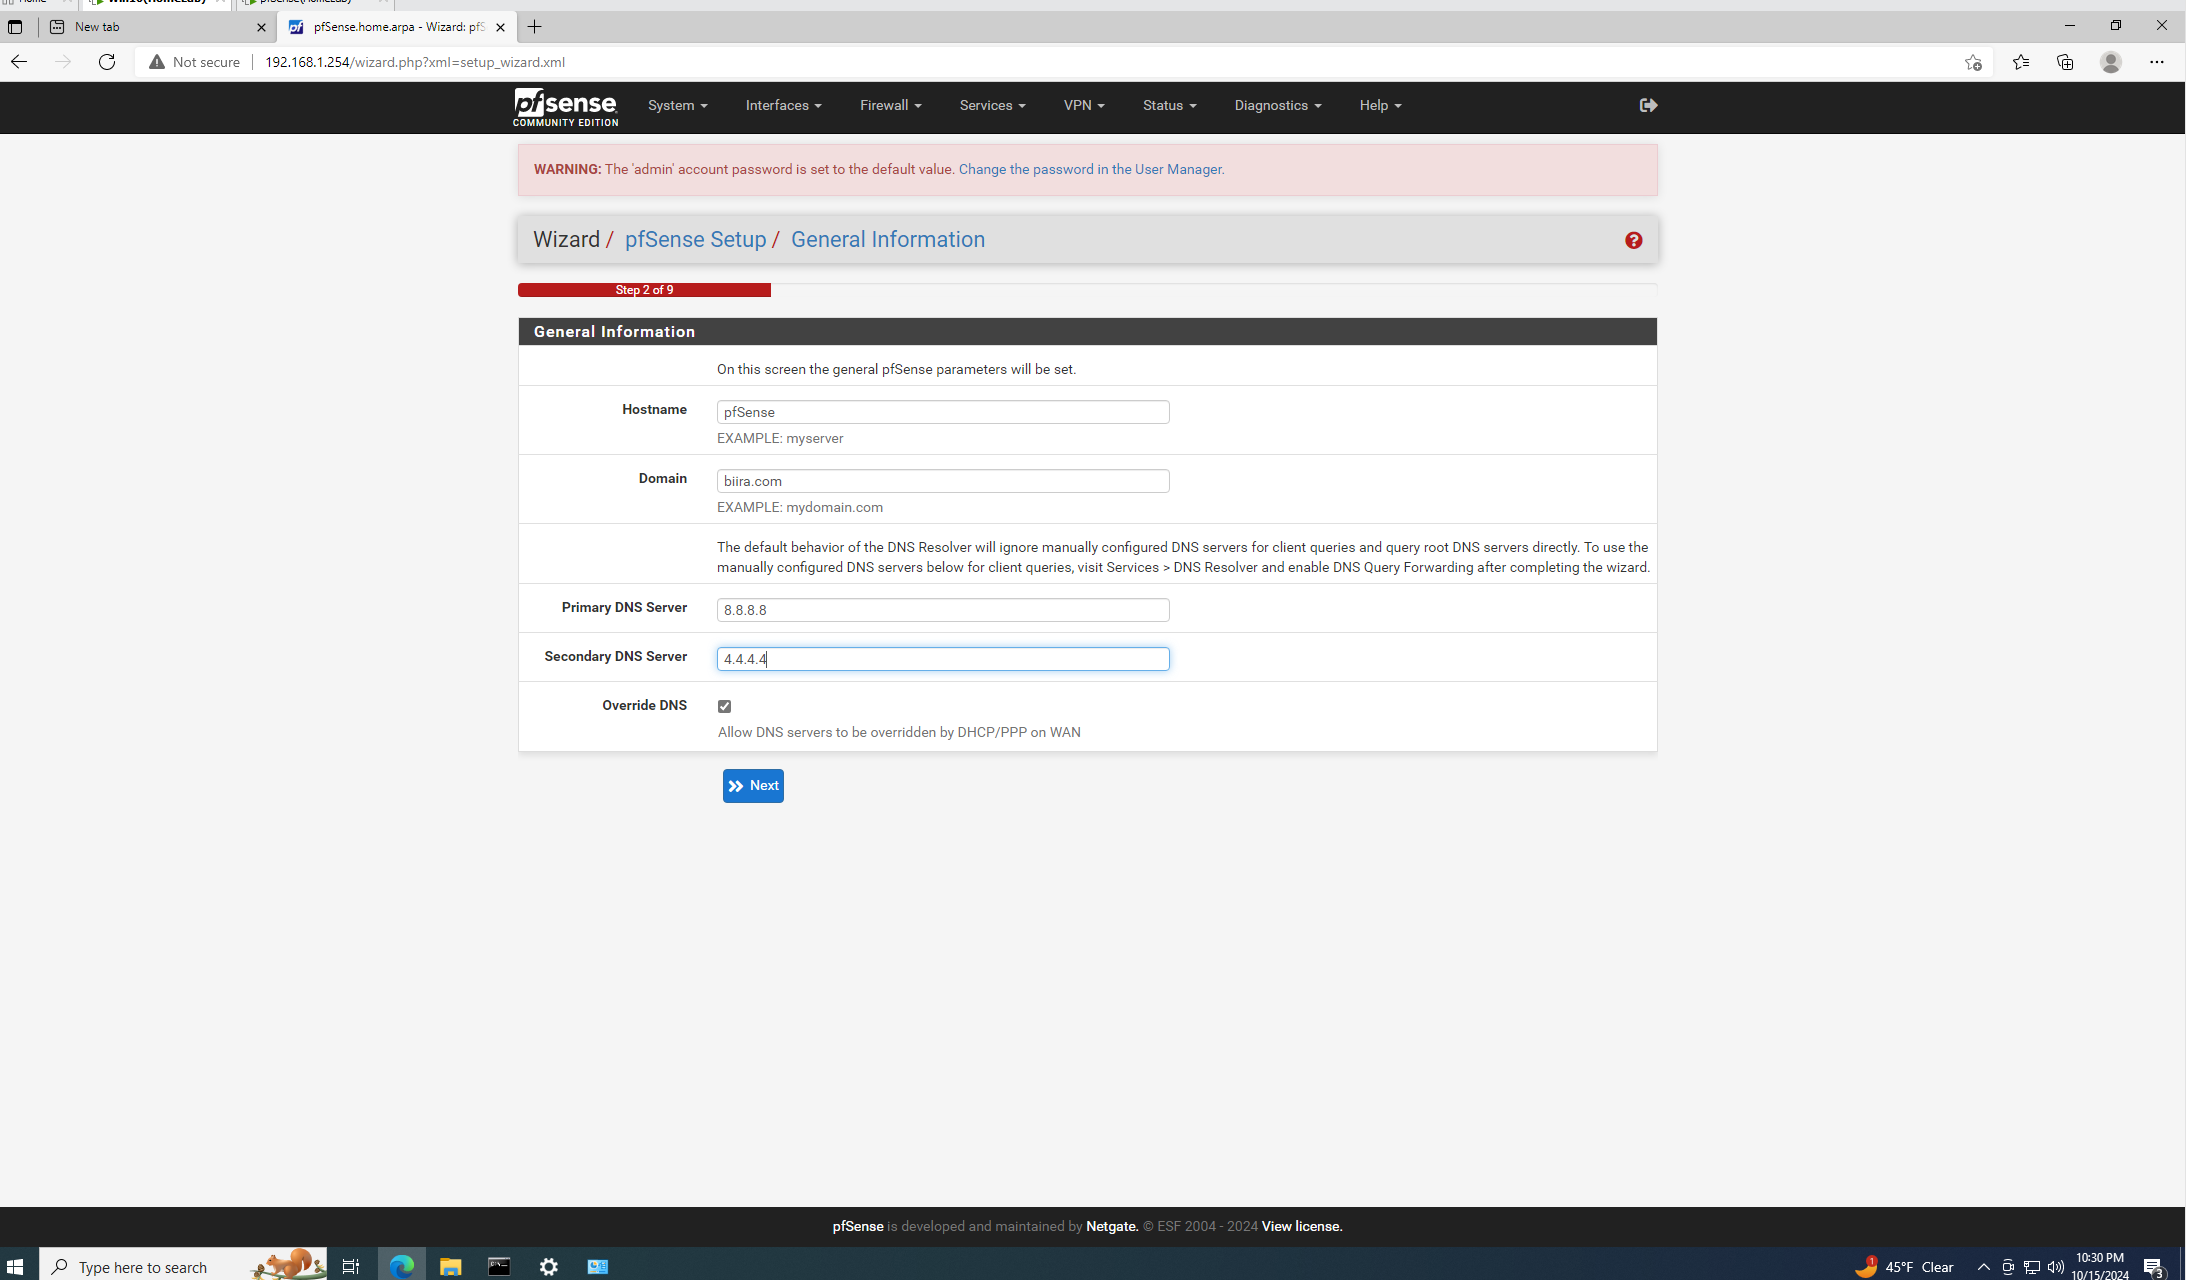 Home
Win10(HomeLab)
pfSense(HomeLab)
New tab
pfSense.home.arpa - Wizard: pfS
Not secure
192.168.1.254/wizard.php?xml=setup_wizard.xml
pfsense
COMMUNITY EDITION
System
Interfaces
Firewall
Services
VPN
Status
Diagnostics
Help
WARNING: The 'admin' account password is set to the default value. Change the password in the User Manager.
Wizard / pfSense Setup / General Information
Step 2 of 9
General Information
On this screen the general pfSense parameters will be set.
Hostname
pfSense
EXAMPLE: myserver
Domain
biira.com
EXAMPLE: mydomain.com
The default behavior of the DNS Resolver will ignore manually configured DNS servers for client queries and query root DNS servers directly. To use the
manually configured DNS servers below for client queries, visit Services > DNS Resolver and enable DNS Query Forwarding after completing the wizard.
Primary DNS Server
8.8.8.8
Secondary DNS Server
4.4.4.4
Override DNS
Allow DNS servers to be overridden by DHCP/PPP on WAN
Next
pfSense is developed and maintained by Netgate. © ESF 2004 - 2024 View license.
Type here to search
1
45°F Clear
10:30 PM
10/15/2024
3